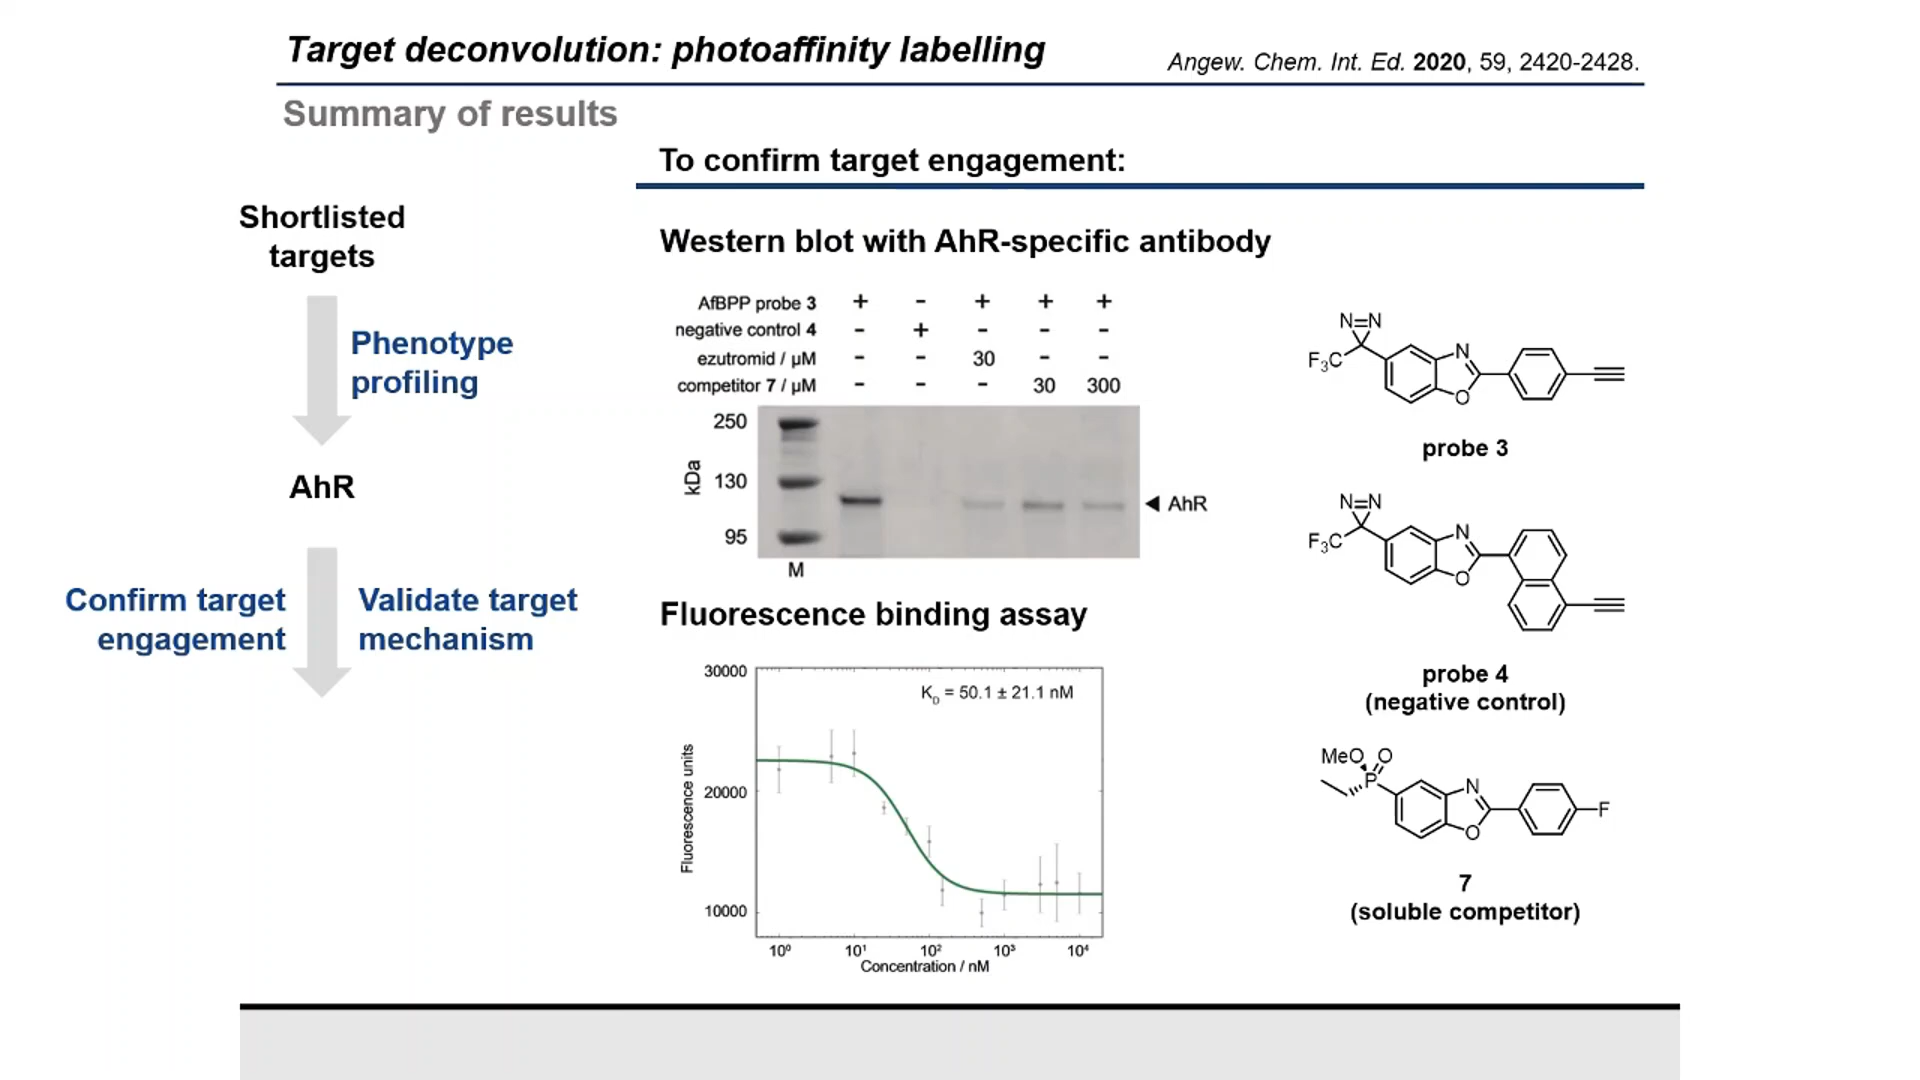 Target deconvolution: photoaffinity labelling
Angew. Chem. Int. Ed. 2020, 59, 2420-2428.
Summary of results
Shortlisted
targets
Phenotype
profiling
AhR
Confirm target
engagement
Validate target
mechanism
To confirm target engagement:
Western blot with AhR-specific antibody
AfBPP probe 3 + - + + +
negative control 4 - + - - -
ezutromid / μM - - 30 - -
competitor 7 / μM - - - 30 300
250
130
95
kDa
M
◄ AhR
Fluorescence binding assay
K_D = 50.1 ± 21.1 nM
30000
20000
10000
Fluorescence units
10⁰ 10¹ 10² 10³ 10⁴
Concentration / nM
N=N
F₃C
N
O
probe 3
N=N
F₃C
N
O
probe 4
(negative control)
MeO O
P
N
O
F
7
(soluble competitor)